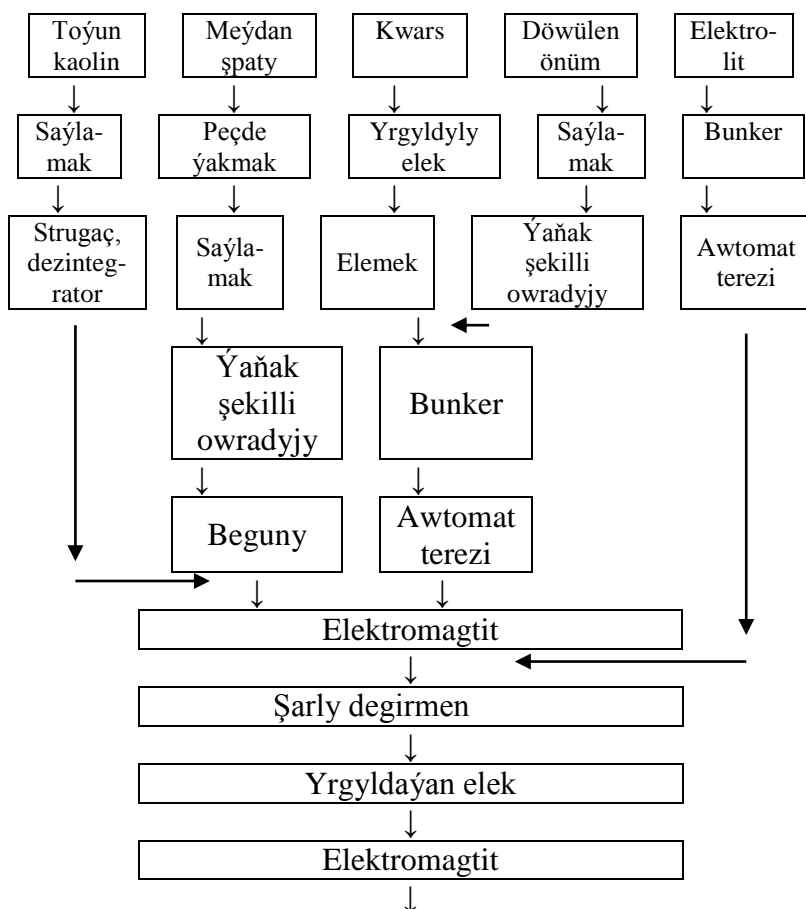 Toýun
kaolin
Meýdan
şpaty
Kwars
Döwülen
önüm
Elektro-
lit
Saýla-
mak
Peçde
ýakmak
Yrgyldyly
elek
Saýla-
mak
Bunker
Strugaç,
dezinteg-
rator
Saýla-
mak
Elemek
Ýaňak
şekilli
owradyjy
Awtomat
terezi
Ýaňak
şekilli
owradyjy
Bunker
Beguny
Awtomat
terezi
Elektromagtit
Şarly degirmen
Yrgyldaýan elek
Elektromagtit